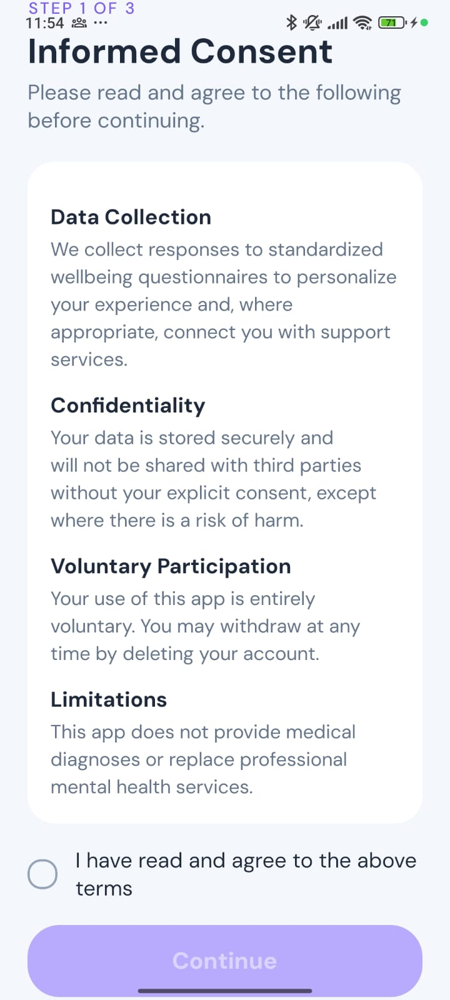 STEP 1 OF 3
11:54
71
Informed Consent
Please read and agree to the following
before continuing.
Data Collection
We collect responses to standardized
wellbeing questionnaires to personalize
your experience and, where
appropriate, connect you with support
services.
Confidentiality
Your data is stored securely and
will not be shared with third parties
without your explicit consent, except
where there is a risk of harm.
Voluntary Participation
Your use of this app is entirely
voluntary. You may withdraw at any
time by deleting your account.
Limitations
This app does not provide medical
diagnoses or replace professional
mental health services.
I have read and agree to the above
terms
Continue